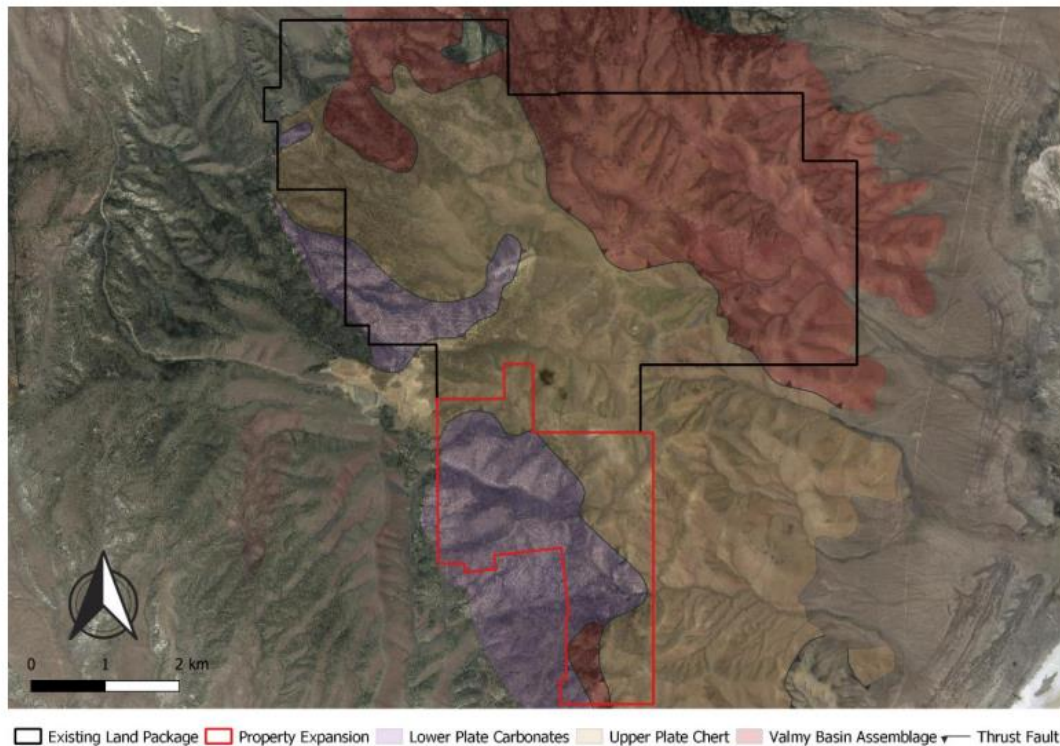 0 1 2 km
Existing Land Package Property Expansion Lower Plate Carbonates Upper Plate Chert Valmy Basin Assemblage Thrust Fault